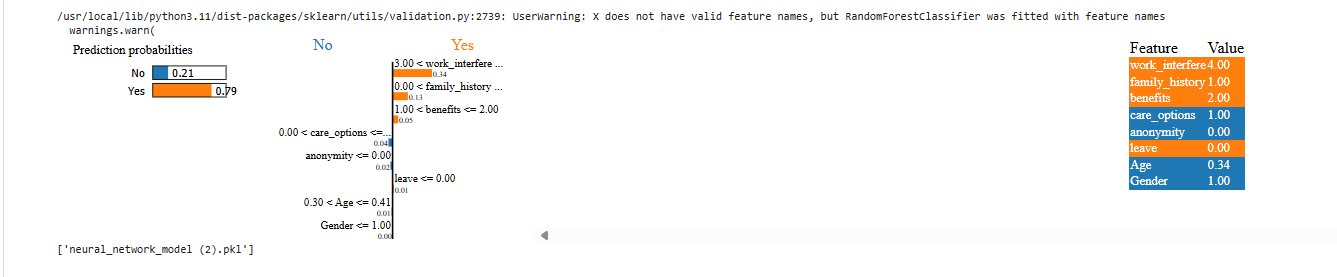 /usr/local/lib/python3.11/dist-packages/sklearn/utils/validation.py:2739: UserWarning: X does not have valid feature names, but RandomForestClassifier was fitted with feature names
warnings.warn(
Prediction probabilities
No 0.21
Yes 0.79
No Yes
3.00 < work_interfere ...
0.34
0.00 < family_history ...
0.13
1.00 < benefits <= 2.00
0.05
0.00 < care_options <=...
0.04
anonymity <= 0.00
0.02
leave <= 0.00
0.01
0.30 < Age <= 0.41
0.01
Gender <= 1.00
0.00
Feature Value
work_interfere 4.00
family_history 1.00
benefits 2.00
care_options 1.00
anonymity 0.00
leave 0.00
Age 0.34
Gender 1.00
['neural_network_model (2).pkl']